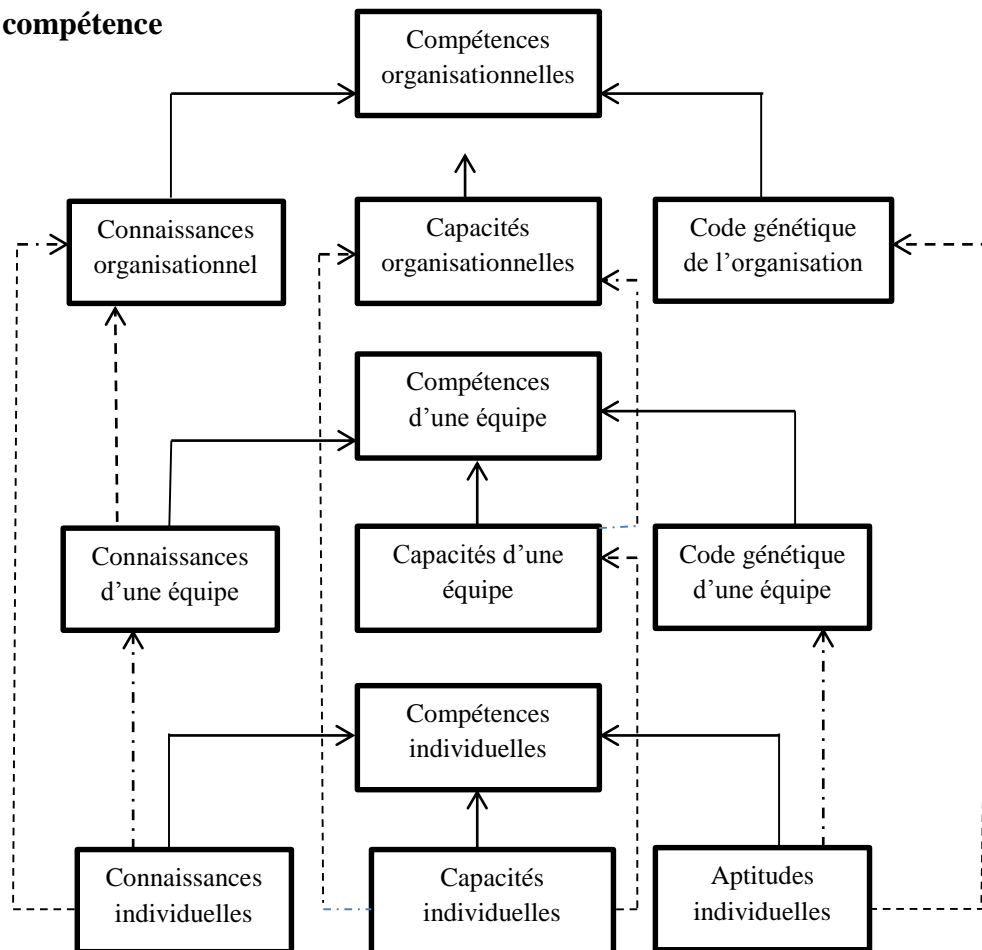 compétence
Compétences
organisationnelles
Connaissances
organisationnel
Capacités
organisationnelles
Code génétique
de l’organisation
Compétences
d’une équipe
Connaissances
d’une équipe
Capacités d’une
équipe
Code génétique
d’une équipe
Compétences
individuelles
Connaissances
individuelles
Capacités
individuelles
Aptitudes
individuelles